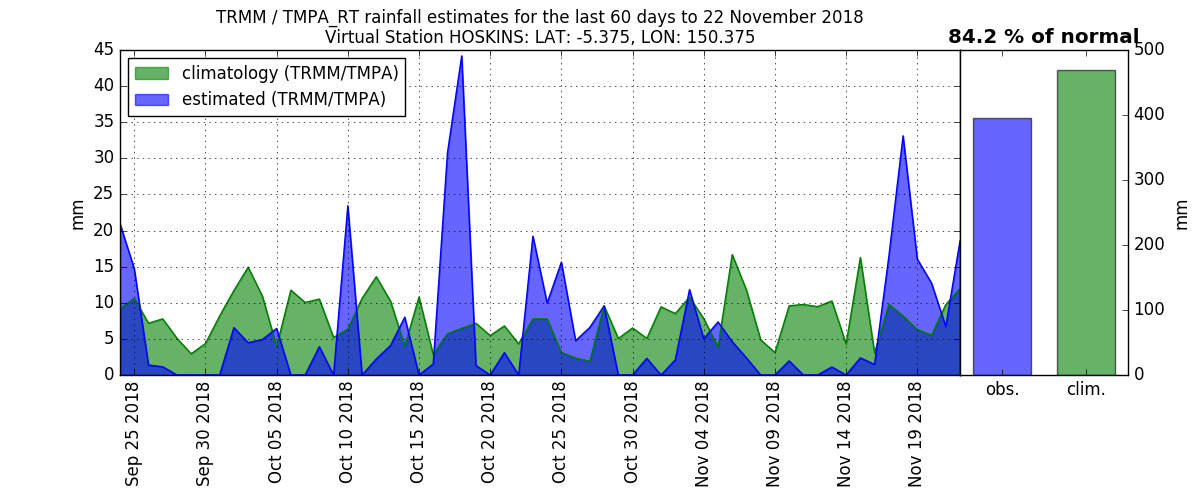 TRMM / TMPA_RT rainfall estimates for the last 60 days to 22 November 2018
Virtual Station HOSKINS: LAT: -5.375, LON: 150.375
84.2 % of normal
climatology (TRMM/TMPA)
estimated (TRMM/TMPA)
mm
45
40
35
30
25
20
15
10
5
0
Sep 25 2018
Sep 30 2018
Oct 05 2018
Oct 10 2018
Oct 15 2018
Oct 20 2018
Oct 25 2018
Oct 30 2018
Nov 04 2018
Nov 09 2018
Nov 14 2018
Nov 19 2018
obs.
clim.
500
400
300
200
100
0
mm